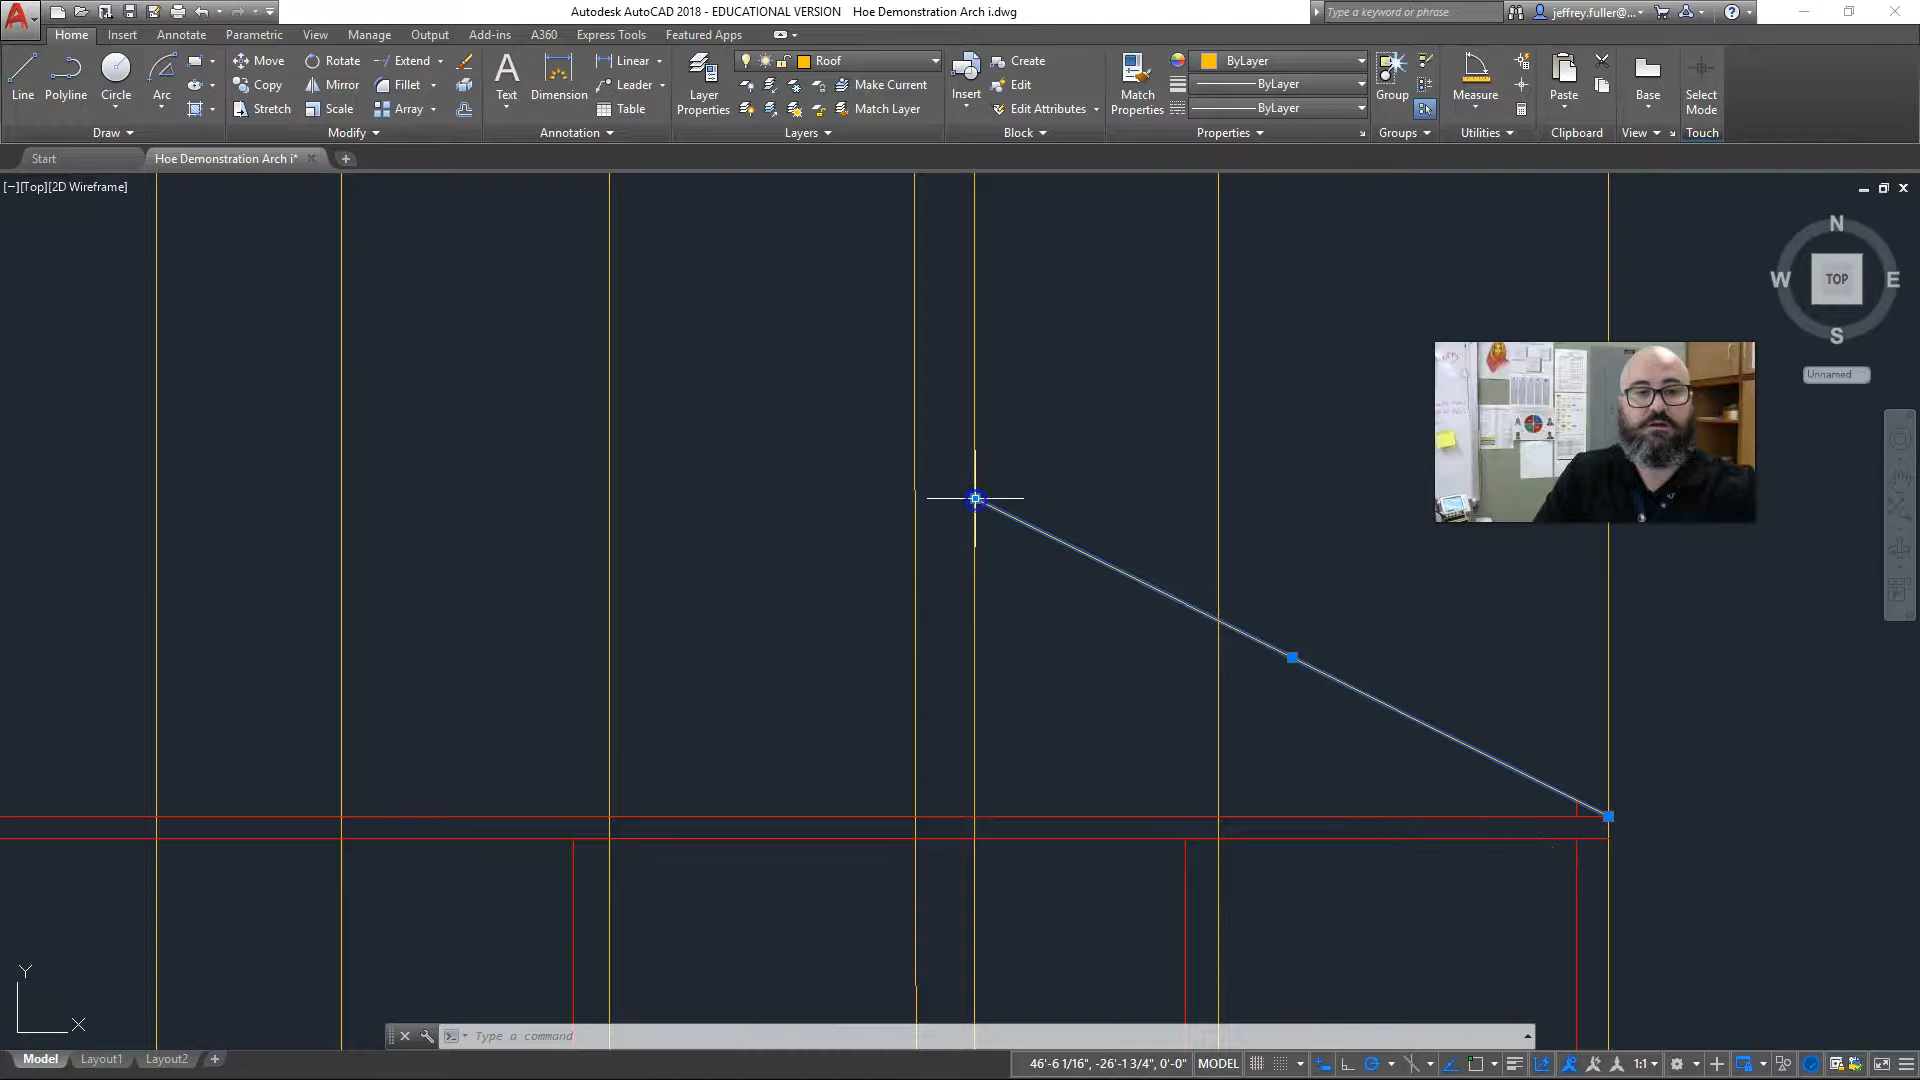 Autodesk AutoCAD 2018 - EDUCATIONAL VERSION Hoe Demonstration Arch i.dwg
Type a keyword or phrase
jeffrey.fuller@...
Home Insert Annotate Parametric View Manage Output Add-ins A360 Express Tools Featured Apps
Line Polyline Circle Arc
Move Rotate Extend
Copy Mirror Fillet
Stretch Scale Array
Text Dimension
Linear
Leader
Table
Layer Properties
Roof
Make Current
Match Layer
Insert
Create
Edit
Edit Attributes
Match Properties
ByLayer
ByLayer
ByLayer
Group
Measure
Paste
Base
Select Mode
Draw Modify Annotation Layers Block Properties Groups Utilities Clipboard View Touch
Start Hoe Demonstration Arch i*
[−][Top][2D Wireframe]
N
W TOP E
S
Unnamed
Y
X
Type a command
Model Layout1 Layout2
46'-6 1/16", -26'-1 3/4", 0'-0" MODEL 1:1